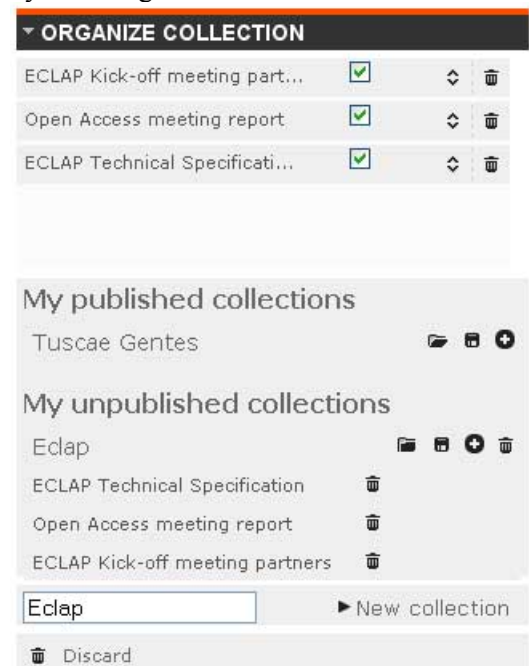 ORGANIZE COLLECTION
ECLAP Kick-off meeting part...
Open Access meeting report
ECLAP Technical Specificati...
My published collections
Tuscae Gentes
My unpublished collections
Eclap
ECLAP Technical Specification
Open Access meeting report
ECLAP Kick-off meeting partners
Eclap New collection
Discard